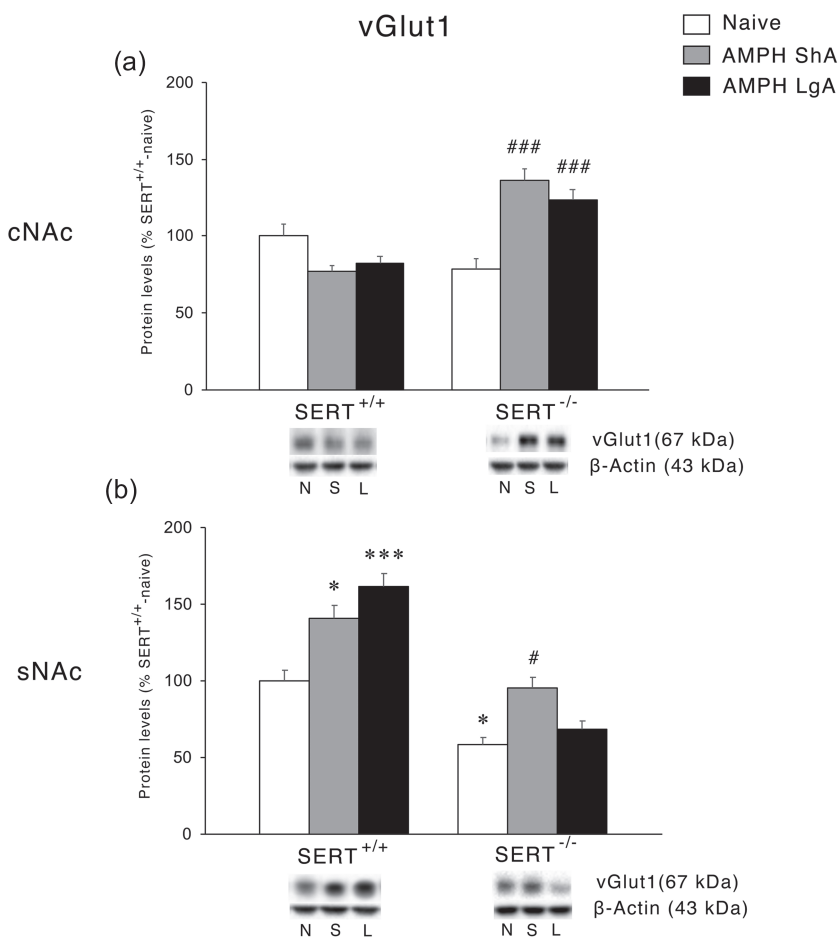 vGlut1
Naive
AMPH ShA
AMPH LgA
(a)
cNAc
Protein levels (% SERT+/+-naive)
200
150
100
50
0
###
###
SERT+/+
SERT-/-
vGlut1(67 kDa)
β-Actin (43 kDa)
N S L
N S L
(b)
sNAc
Protein levels (% SERT+/+-naive)
200
150
100
50
0
*
***
*
#
SERT+/+
SERT-/-
vGlut1(67 kDa)
β-Actin (43 kDa)
N S L
N S L